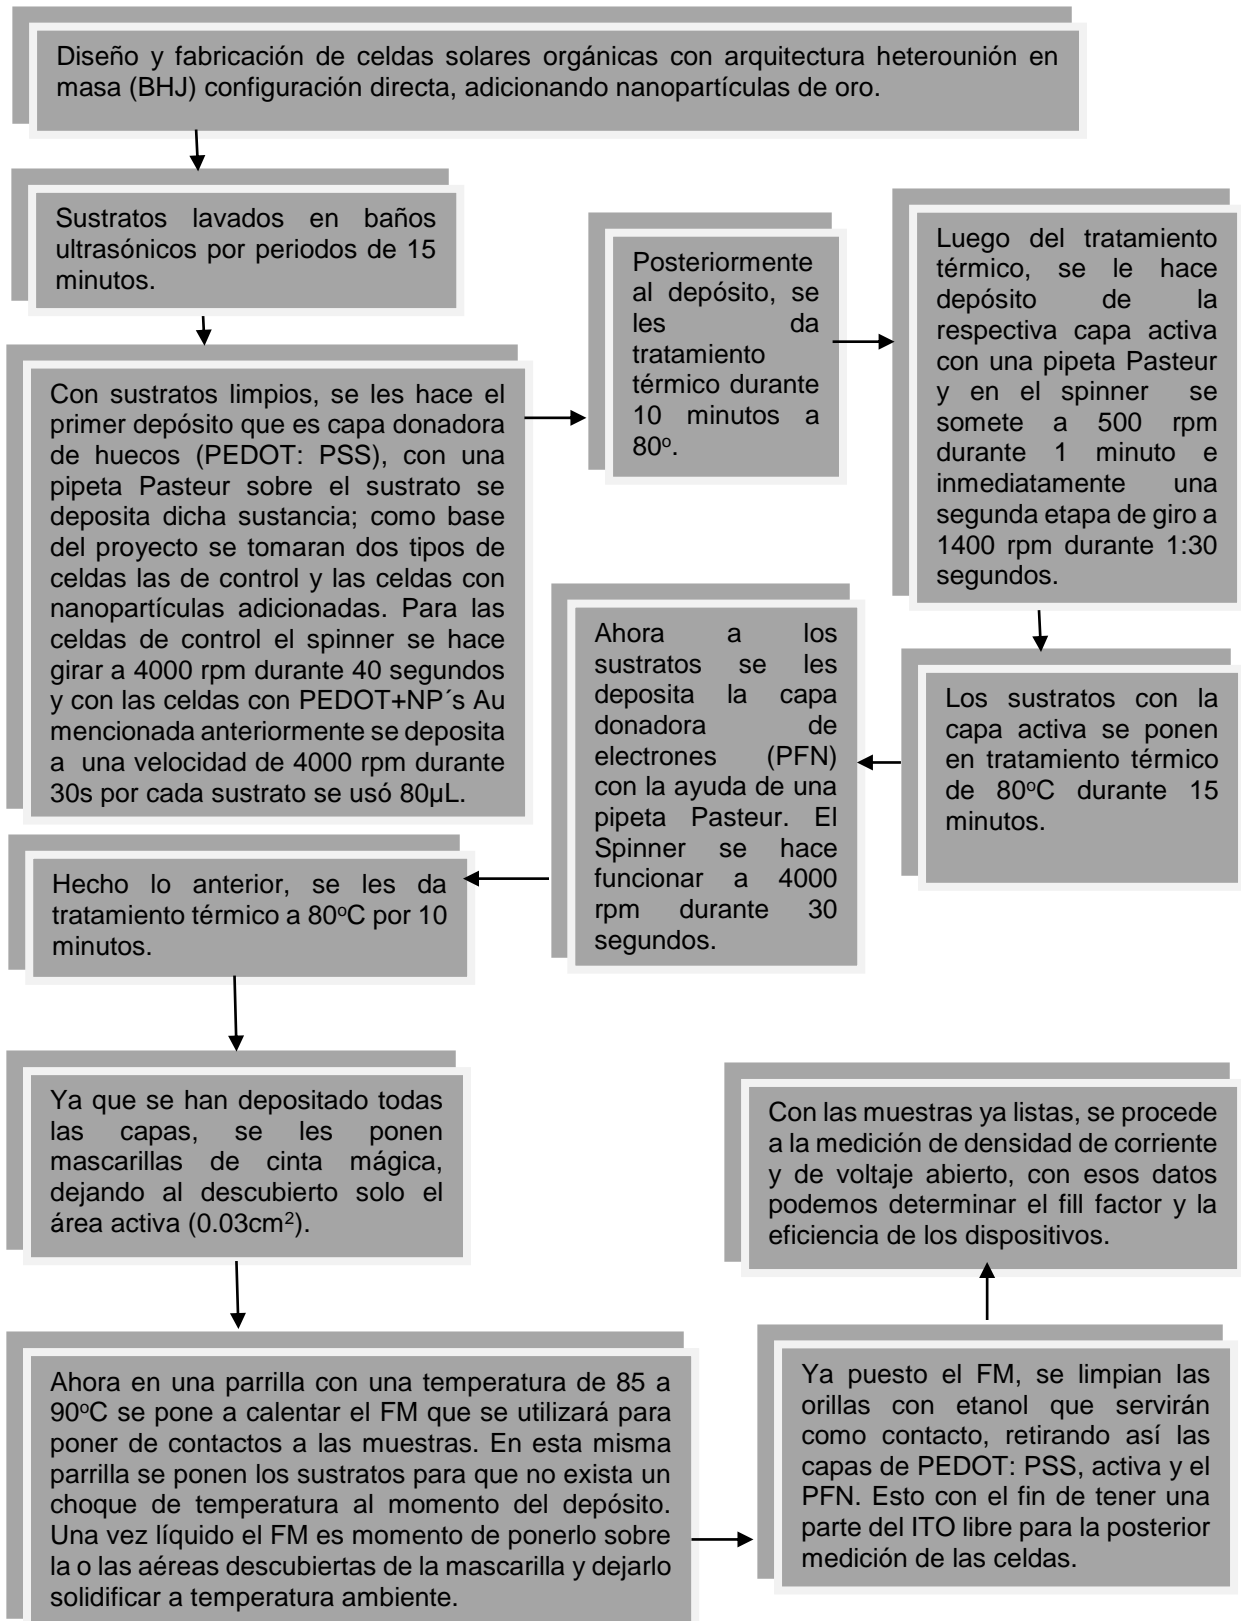 Diseño y fabricación de celdas solares orgánicas con arquitectura heterounión en
masa (BHJ) configuración directa, adicionando nanopartículas de oro.
Sustratos lavados en baños
ultrasónicos por periodos de 15
minutos.
Con sustratos limpios, se les hace el
primer depósito que es capa donadora
de huecos (PEDOT: PSS), con una
pipeta Pasteur sobre el sustrato se
deposita dicha sustancia; como base
del proyecto se tomaran dos tipos de
celdas las de control y las celdas con
nanopartículas adicionadas. Para las
celdas de control el spinner se hace
girar a 4000 rpm durante 40 segundos
y con las celdas con PEDOT+NP´s Au
mencionada anteriormente se deposita
a una velocidad de 4000 rpm durante
30s por cada sustrato se usó 80µL.
Posteriormente
al depósito, se
les da
tratamiento
térmico durante
10 minutos a
80º.
Luego del tratamiento
térmico, se le hace
depósito de la
respectiva capa activa
con una pipeta Pasteur
y en el spinner se
somete a 500 rpm
durante 1 minuto e
inmediatamente una
segunda etapa de giro a
1400 rpm durante 1:30
segundos.
Los sustratos con la
capa activa se ponen
en tratamiento térmico
de 80ºC durante 15
minutos.
Ahora a los
sustratos se les
deposita la capa
donadora de
electrones (PFN)
con la ayuda de una
pipeta Pasteur. El
Spinner se hace
funcionar a 4000
rpm durante 30
segundos.
Hecho lo anterior, se les da
tratamiento térmico a 80ºC por 10
minutos.
Ya que se han depositado todas
las capas, se les ponen
mascarillas de cinta mágica,
dejando al descubierto solo el
área activa (0.03cm²).
Ahora en una parrilla con una temperatura de 85 a
90ºC se pone a calentar el FM que se utilizará para
poner de contactos a las muestras. En esta misma
parrilla se ponen los sustratos para que no exista un
choque de temperatura al momento del depósito.
Una vez líquido el FM es momento de ponerlo sobre
la o las aéreas descubiertas de la mascarilla y dejarlo
solidificar a temperatura ambiente.
Ya puesto el FM, se limpian las
orillas con etanol que servirán
como contacto, retirando así las
capas de PEDOT: PSS, activa y el
PFN. Esto con el fin de tener una
parte del ITO libre para la posterior
medición de las celdas.
Con las muestras ya listas, se procede
a la medición de densidad de corriente
y de voltaje abierto, con esos datos
podemos determinar el fill factor y la
eficiencia de los dispositivos.